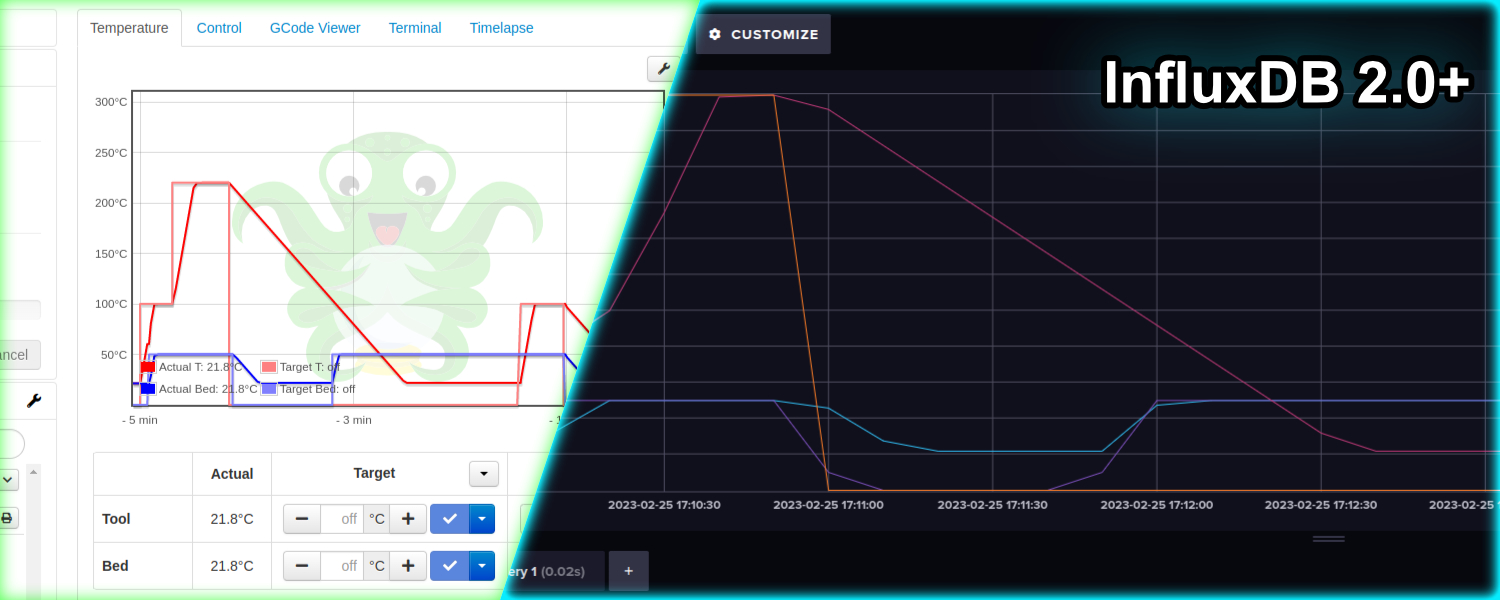 Temperature
Control
GCode Viewer
Terminal
Timelapse
CUSTOMIZE
InfluxDB 2.0+
300°C
250°C
200°C
150°C
100°C
50°C
Actual T: 21.8°C
Target T: off
Actual Bed: 21.8°C
Target Bed: off
- 5 min
- 3 min
ancel
2023-02-25 17:10:30
2023-02-25 17:11:00
2023-02-25 17:11:30
2023-02-25 17:12:00
2023-02-25 17:12:30
2023-02-25
Actual
Target
Tool
21.8°C
off
°C
Bed
21.8°C
off
°C
ery 1 (0.02s)